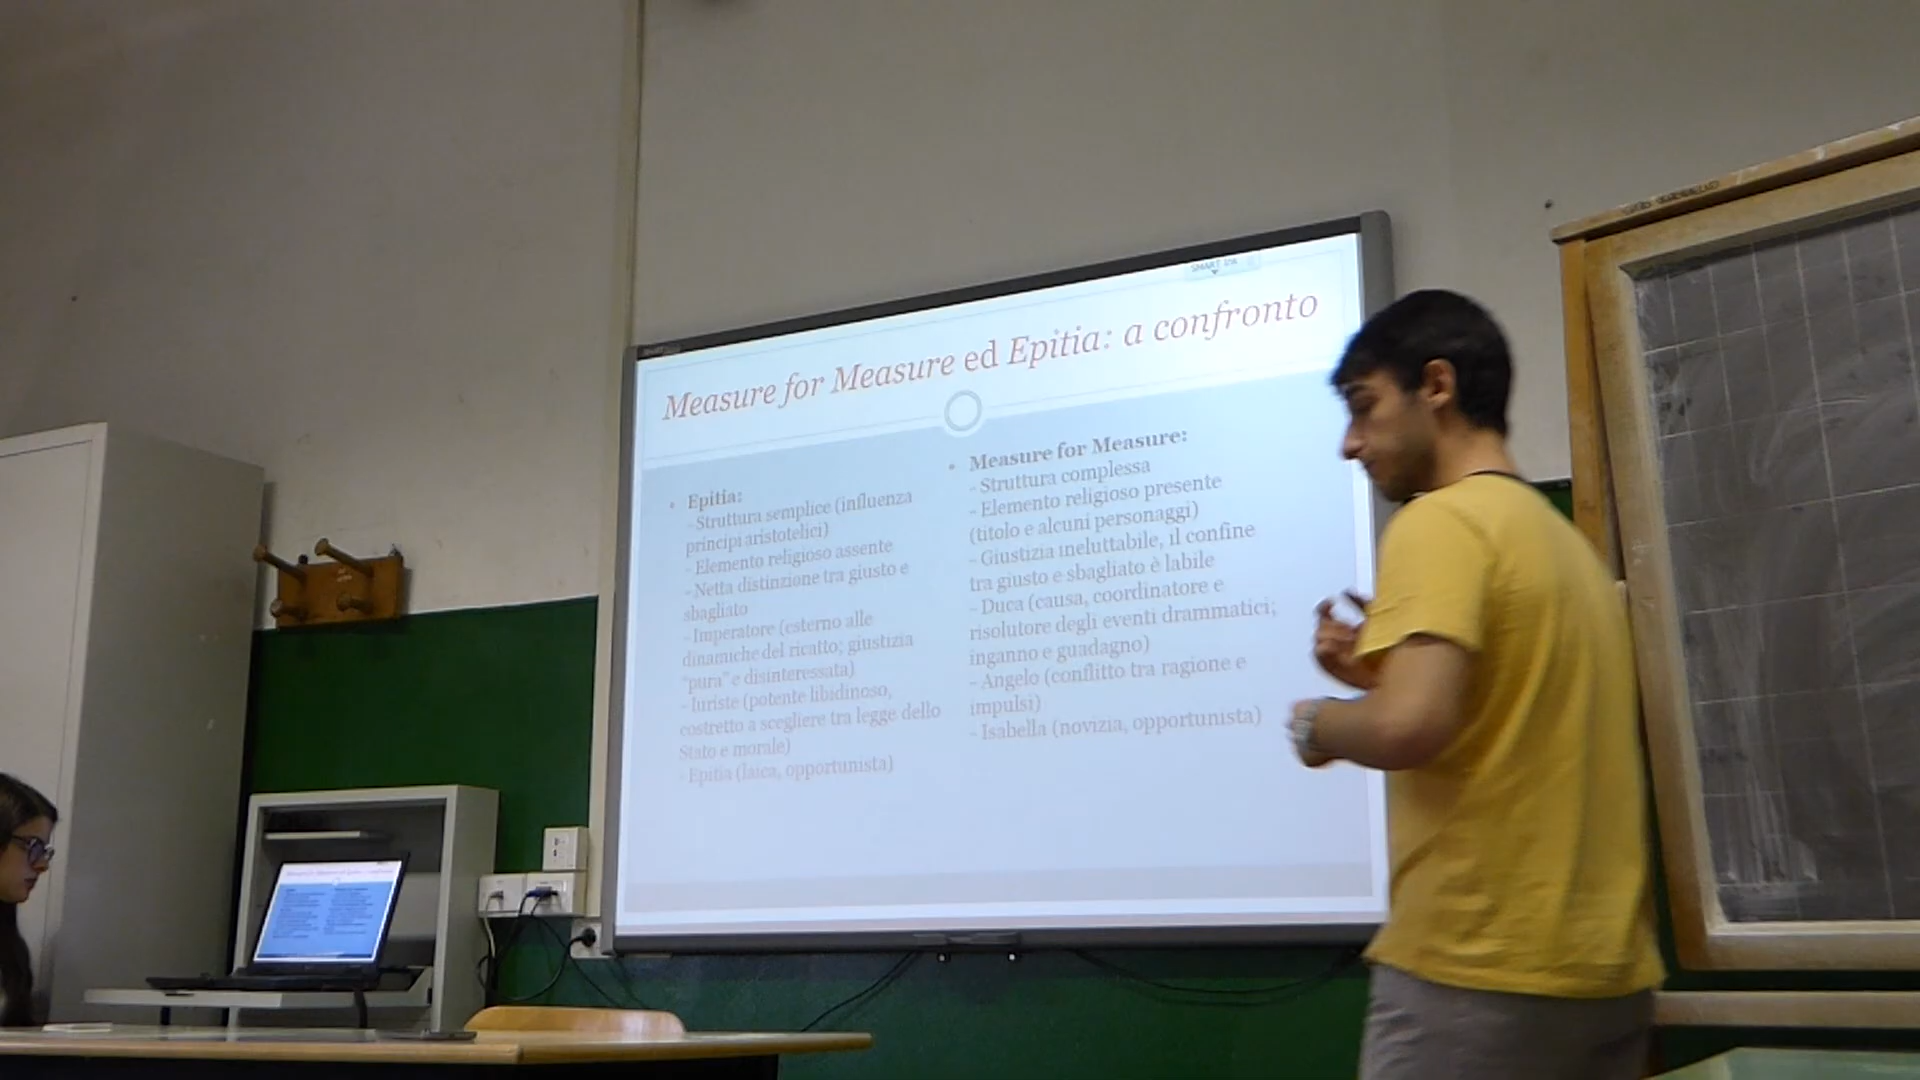 SMART
Measure for Measure ed Epitia: a confronto
• Epitia:
- Struttura semplice (influenza
principi aristotelici)
- Elemento religioso assente
- Netta distinzione tra giusto e
sbagliato
- Imperatore (esterno alle
dinamiche del ricatto; giustizia
"pura" e disinteressata)
- Iuriste (potente libidinoso,
costretto a scegliere tra legge dello
Stato e morale)
- Epitia (laica, opportunista)
• Measure for Measure:
- Struttura complessa
- Elemento religioso presente
(titolo e alcuni personaggi)
- Giustizia ineluttabile, il confine
tra giusto e sbagliato è labile
- Duca (causa, coordinatore e
risolutore degli eventi drammatici;
inganno e guadagno)
- Angelo (conflitto tra ragione e
impulsi)
- Isabella (novizia, opportunista)